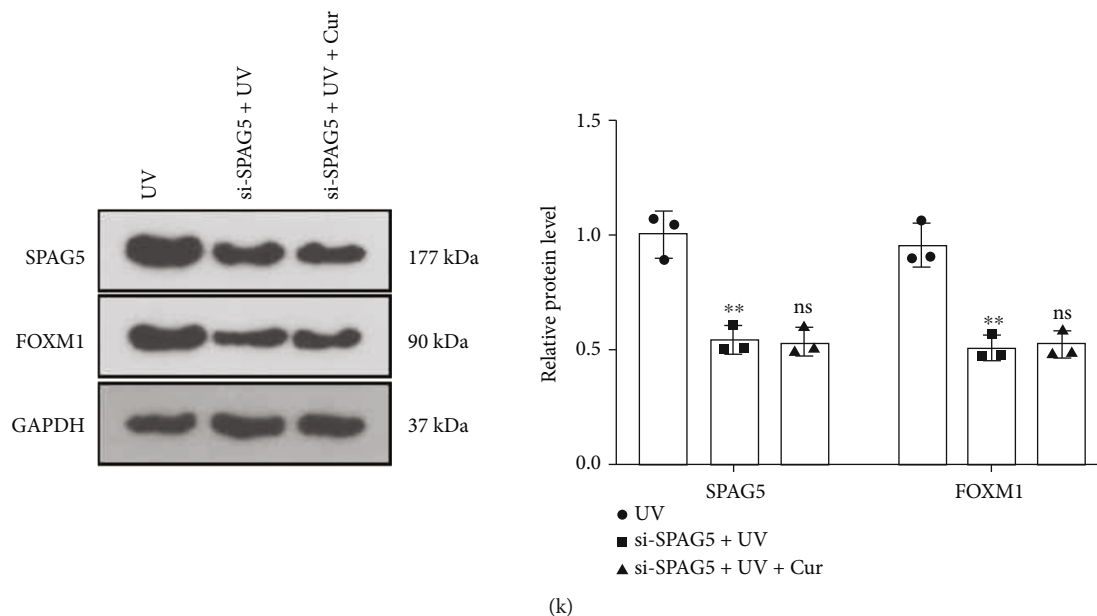 UV
si-SPAG5 + UV
si-SPAG5 + UV + Cur
SPAG5
177 kDa
FOXM1
90 kDa
GAPDH
37 kDa
Relative protein level
1.5
1.0
0.5
0.0
**
ns
**
ns
SPAG5
FOXM1
UV
si-SPAG5 + UV
si-SPAG5 + UV + Cur
(k)